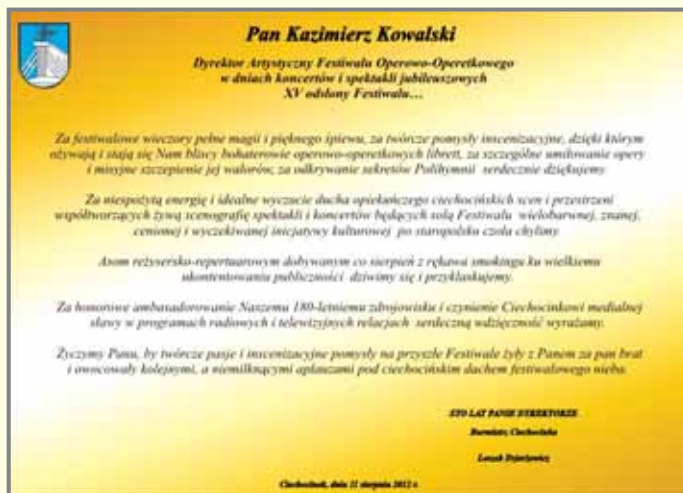 Pan Kazimierz Kowalski
Dyrektor Artystyczny Festiwalu Operowo-Operetkowego
w dniach koncertów i spektakli jubileuszowych
XV odsłony Festiwalu…
Za festiwalowe wieczory pełne magii i pięknego śpiewu, za twórcze pomysły inscenizacyjne, dzięki którym
ożywają i stają się Nam bliscy bohaterowie operowo-operetkowych librett, za szczególne umiłowanie opery
i misyjne szczepienie jej walorów, za odkrywanie sekretów Polihymnii serdecznie dziękujemy.
Za niespożytą energię i idealne wyczucie ducha opiekuńczego ciechocińskich scen i przestrzeni
współtworzących żywą scenografię spektakli i koncertów będących solą Festiwalu wielobarwnej, znanej,
cenionej i wyczekiwanej inicjatywy kulturowej po staropolsku czoła chylimy.
Asom reżysersko-repertuarowym dobywanym co sierpień z rękawa smokingu ku wielkiemu
ukontentowaniu publiczności dziwimy się i przyklaskujemy.
Za honorowe ambasadorowanie Naszemu 180-letniemu zdrojowisku i czynienie Ciechocinkowi medialnej
sławy w programach radiowych i telewizyjnych relacjach serdeczną wdzięczność wyrażamy.
Życzymy Panu, by twórcze pasje i inscenizacyjne pomysły na przyszłe Festiwale żyły z Panem za pan brat
i owocowały kolejnymi, a niemilknącymi aplauzami pod ciechocińskim dachem festiwalowego nieba.
STO LAT PANIE DYREKTORZE
Burmistrz Ciechocinka
Leszek Dzierżewicz
Ciechocinek, dnia 11 sierpnia 2012 r.